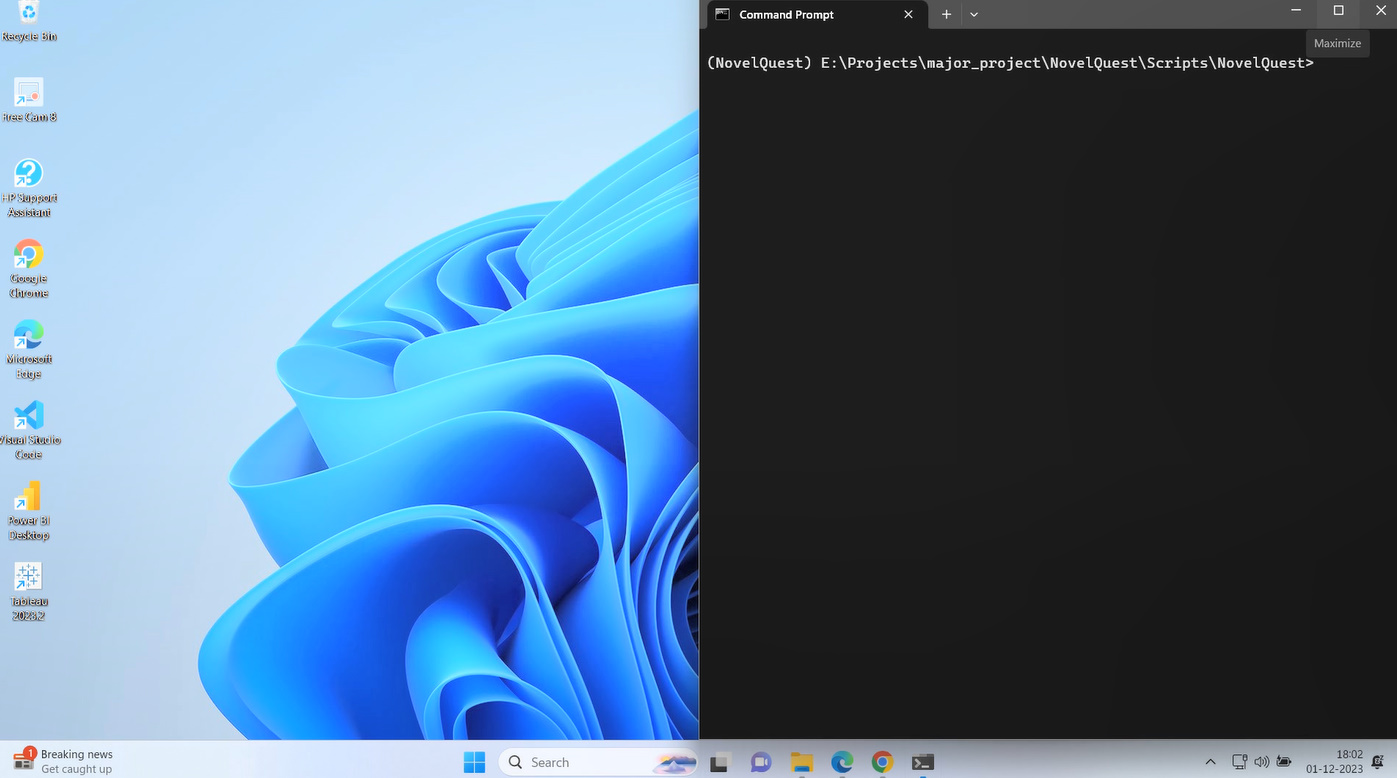 Recycle Bin
Free Cam 8
HP Support
Assistant
Google
Chrome
Microsoft
Edge
Visual Studio
Code
Power BI
Desktop
Tableau
2023.2
Command Prompt
Maximize
(NovelQuest) E:\Projects\major_project\NovelQuest\Scripts\NovelQuest>
1
Breaking news
Get caught up
Search
18:02
01-12-2023